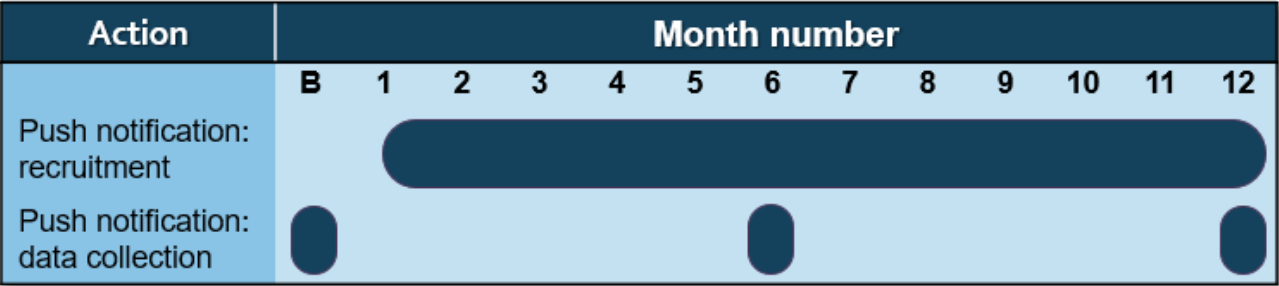 Action Month number
B 1 2 3 4 5 6 7 8 9 10 11 12
Push notification:
recruitment
Push notification:
data collection